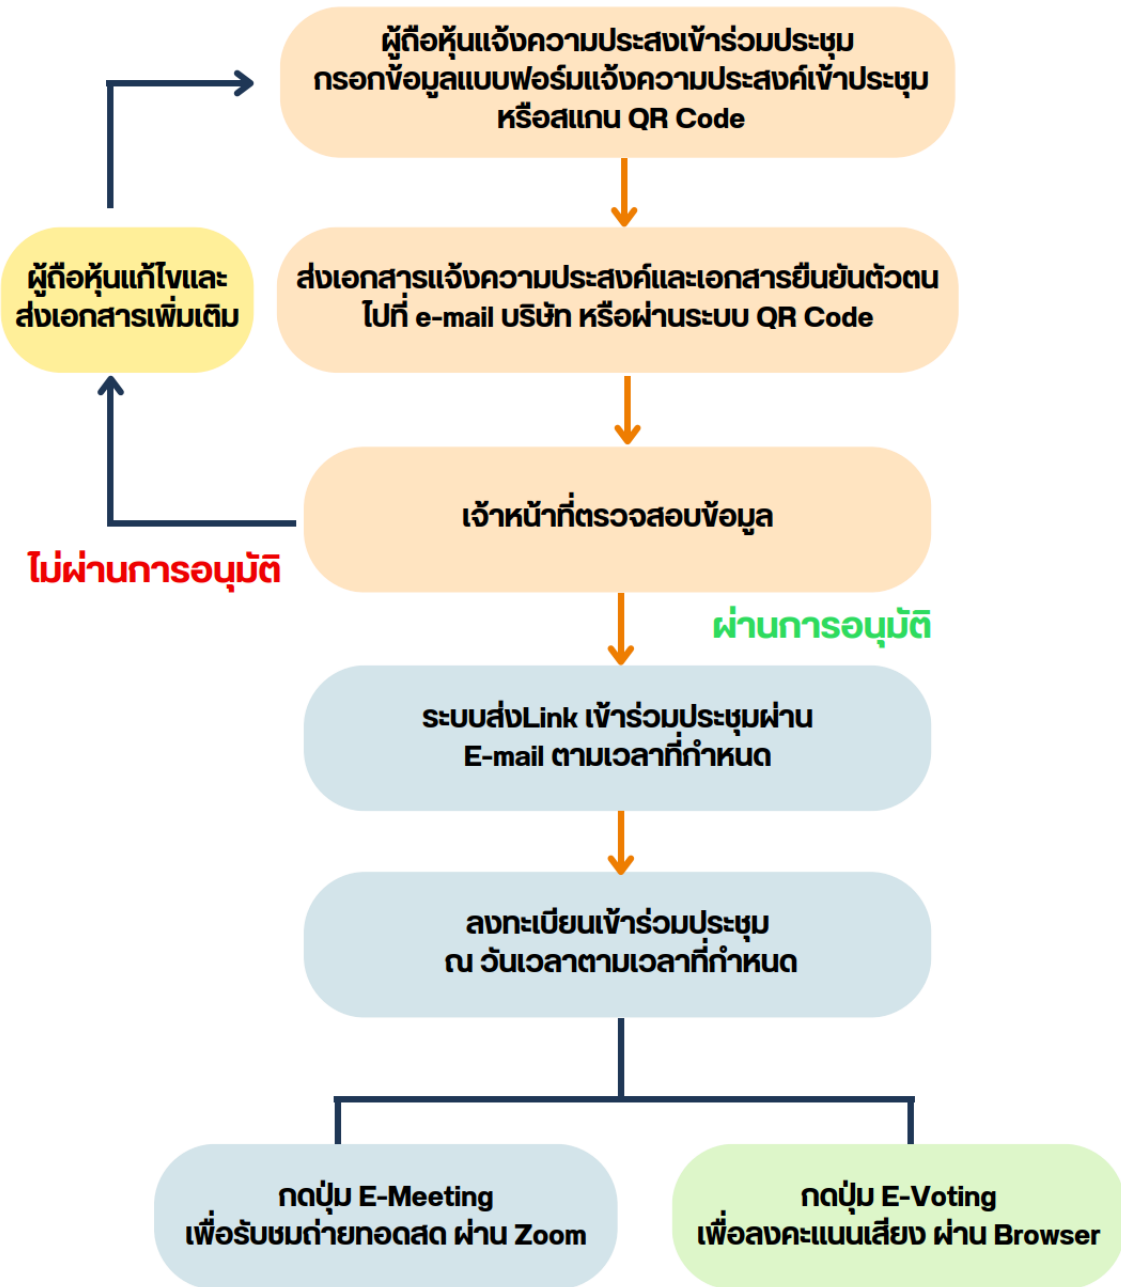 ผู้ถือหุ้นแจ้งความประสงเข้าร่วมประชุม
กรอกข้อมูลแบบฟอร์มแจ้งความประสงค์เข้าประชุม
หรือสแกน QR Code
ผู้ถือหุ้นแก้ไขและ
ส่งเอกสารเพิ่มเติม
ส่งเอกสารแจ้งความประสงค์และเอกสารยืนยันตัวตน
ไปที่ e-mail บริษัท หรือผ่านระบบ QR Code
เจ้าหน้าที่ตรวจสอบข้อมูล
ไม่ผ่านการอนุมัติ
ผ่านการอนุมัติ
ระบบส่งLink เข้าร่วมประชุมผ่าน
E-mail ตามเวลาที่กำหนด
ลงทะเบียนเข้าร่วมประชุม
ณ วันเวลาตามเวลาที่กำหนด
กดปุ่ม E-Meeting
เพื่อรับชมถ่ายทอดสด ผ่าน Zoom
กดปุ่ม E-Voting
เพื่อลงคะแนนเสียง ผ่าน Browser